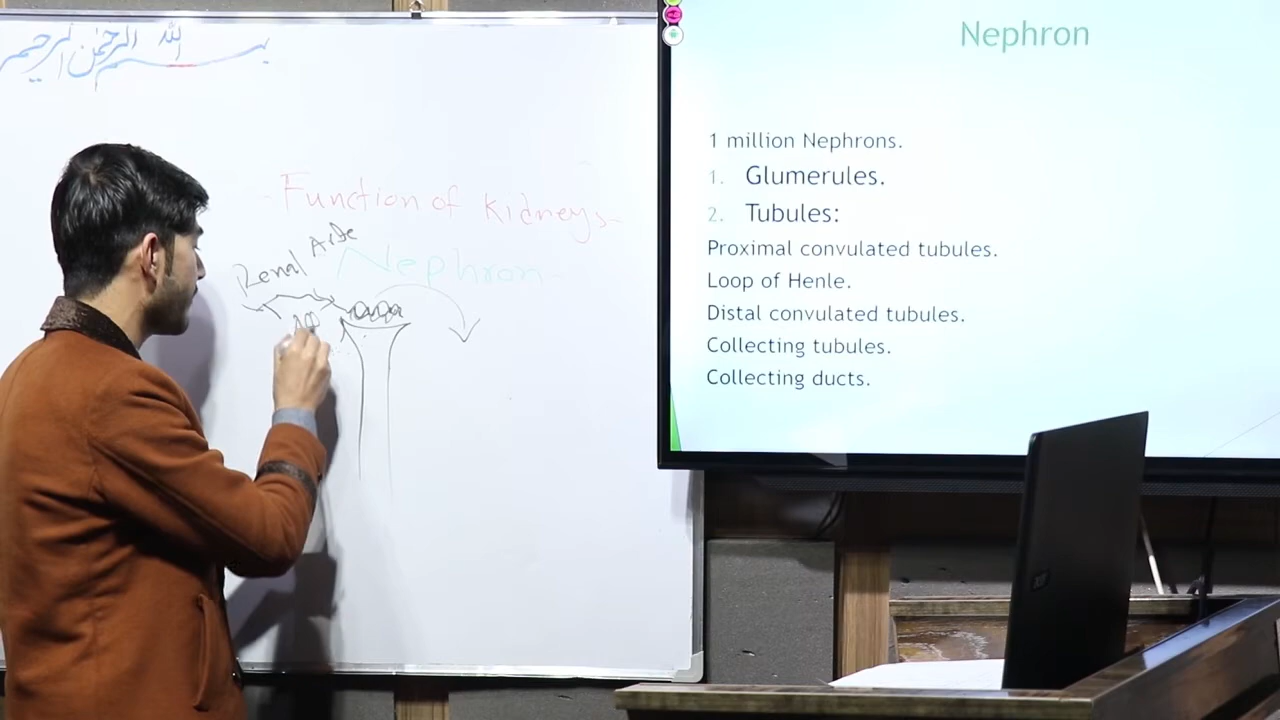 بسم الله الرحمن الرحیم
- Function of kidneys -
Renal
Nephron -
Nephron
1 million Nephrons.
1. Glumerules.
2. Tubules:
Proximal convulated tubules.
Loop of Henle.
Distal convulated tubules.
Collecting tubules.
Collecting ducts.